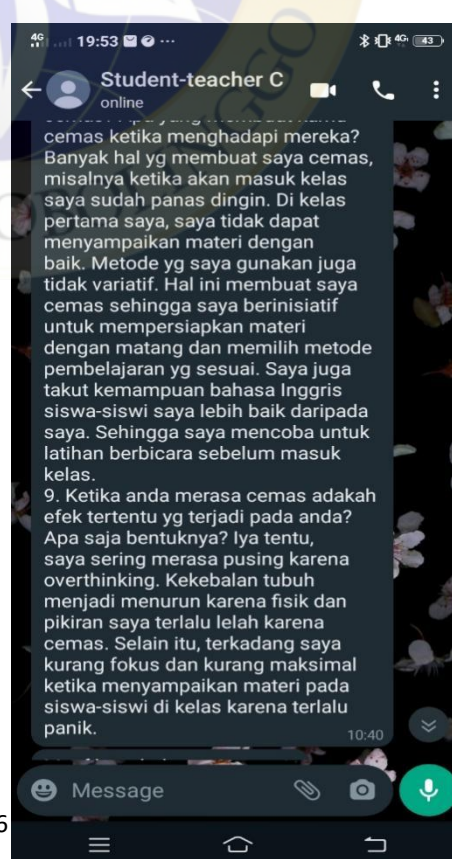 4G 19:53 ... 4G 43
Student-teacher C
online
cemas ketika menghadapi mereka?
Banyak hal yg membuat saya cemas,
misalnya ketika akan masuk kelas
saya sudah panas dingin. Di kelas
pertama saya, saya tidak dapat
menyampaikan materi dengan
baik. Metode yg saya gunakan juga
tidak variatif. Hal ini membuat saya
cemas sehingga saya berinisiatif
untuk mempersiapkan materi
dengan matang dan memilih metode
pembelajaran yg sesuai. Saya juga
takut kemampuan bahasa Inggris
siswa-siswi saya lebih baik daripada
saya. Sehingga saya mencoba untuk
latihan berbicara sebelum masuk
kelas.
9. Ketika anda merasa cemas adakah
efek tertentu yg terjadi pada anda?
Apa saja bentuknya? Iya tentu,
saya sering merasa pusing karena
overthinking. Kekebalan tubuh
menjadi menurun karena fisik dan
pikiran saya terlalu lelah karena
cemas. Selain itu, terkadang saya
kurang fokus dan kurang maksimal
ketika menyampaikan materi pada
siswa-siswi di kelas karena terlalu
panik.
10:40
Message
6